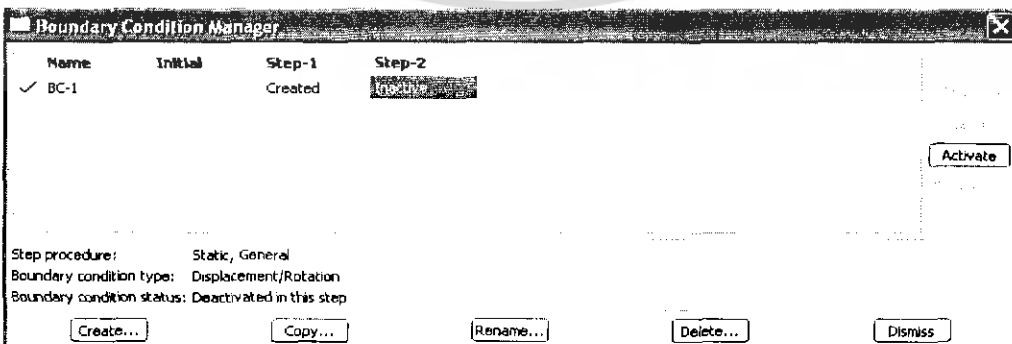 Boundary Condition Manager
Name Initial Step-1 Step-2
BC-1 Created Inactive
Activate
Step procedure: Static, General
Boundary condition type: Displacement/Rotation
Boundary condition status: Deactivated in this step
Create... Copy... Rename... Delete... Dismiss